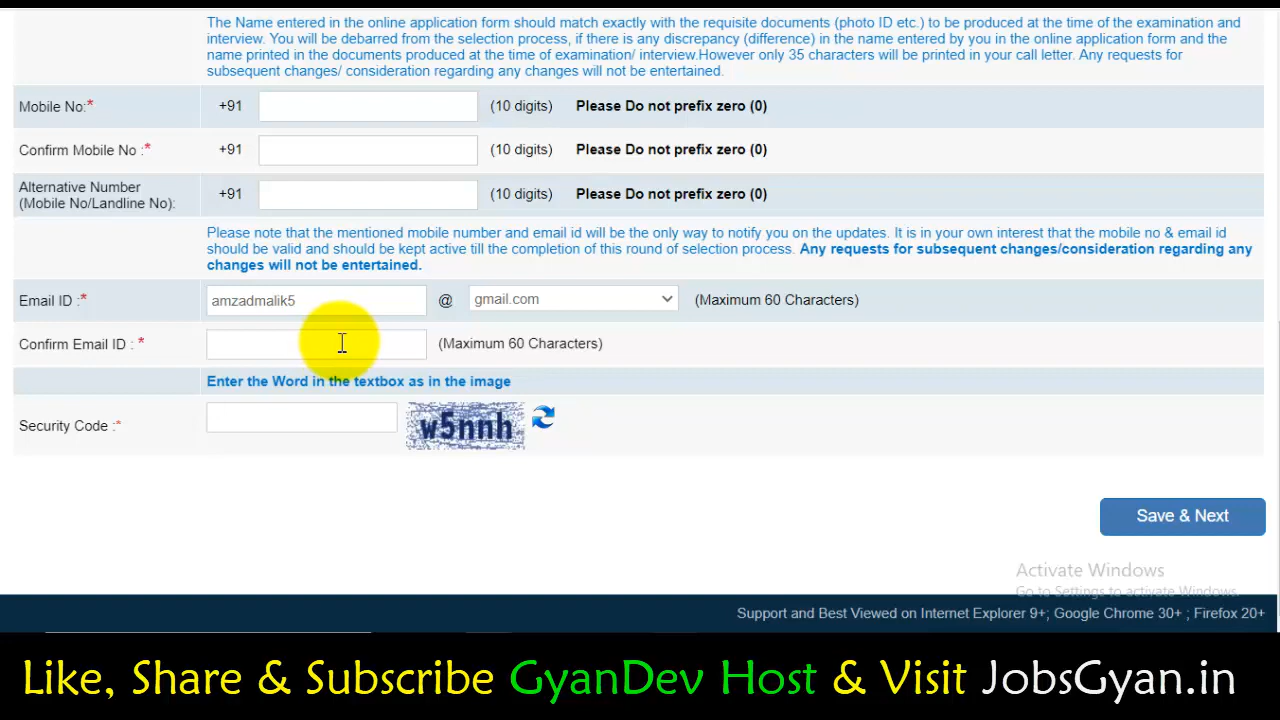 The Name entered in the online application form should match exactly with the requisite documents (photo ID etc.) to be produced at the time of the examination and
interview. You will be debarred from the selection process, if there is any discrepancy (difference) in the name entered by you in the online application form and the
name printed in the documents produced at the time of examination/ interview.However only 35 characters will be printed in your call letter. Any requests for
subsequent changes/ consideration regarding any changes will not be entertained.
Mobile No:* +91 (10 digits) Please Do not prefix zero (0)
Confirm Mobile No :* +91 (10 digits) Please Do not prefix zero (0)
Alternative Number
(Mobile No/Landline No): +91 (10 digits) Please Do not prefix zero (0)
Please note that the mentioned mobile number and email id will be the only way to notify you on the updates. It is in your own interest that the mobile no & email id
should be valid and should be kept active till the completion of this round of selection process. Any requests for subsequent changes/consideration regarding any
changes will not be entertained.
Email ID :* amzadmalik5 @ gmail.com (Maximum 60 Characters)
Confirm Email ID : * (Maximum 60 Characters)
Enter the Word in the textbox as in the image
Security Code :* w5nnh
Save & Next
Activate Windows
Go to Settings to activate Windows.
Support and Best Viewed on Internet Explorer 9+; Google Chrome 30+ ; Firefox 20+
Like, Share & Subscribe GyanDev Host & Visit JobsGyan.in